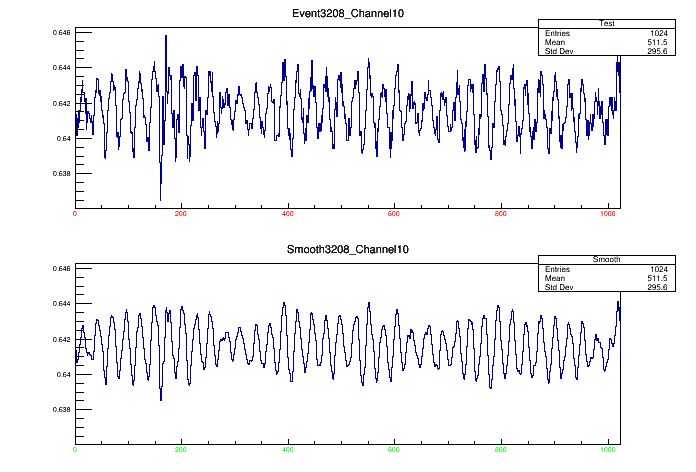 Event3208_Channel10
Test
Entries 1024
Mean 511.5
Std Dev 295.6
0.646
0.644
0.642
0.64
0.638
0 200 400 600 800 1000
Smooth3208_Channel10
Smooth
Entries 1024
Mean 511.5
Std Dev 295.6
0.646
0.644
0.642
0.64
0.638
0 200 400 600 800 1000